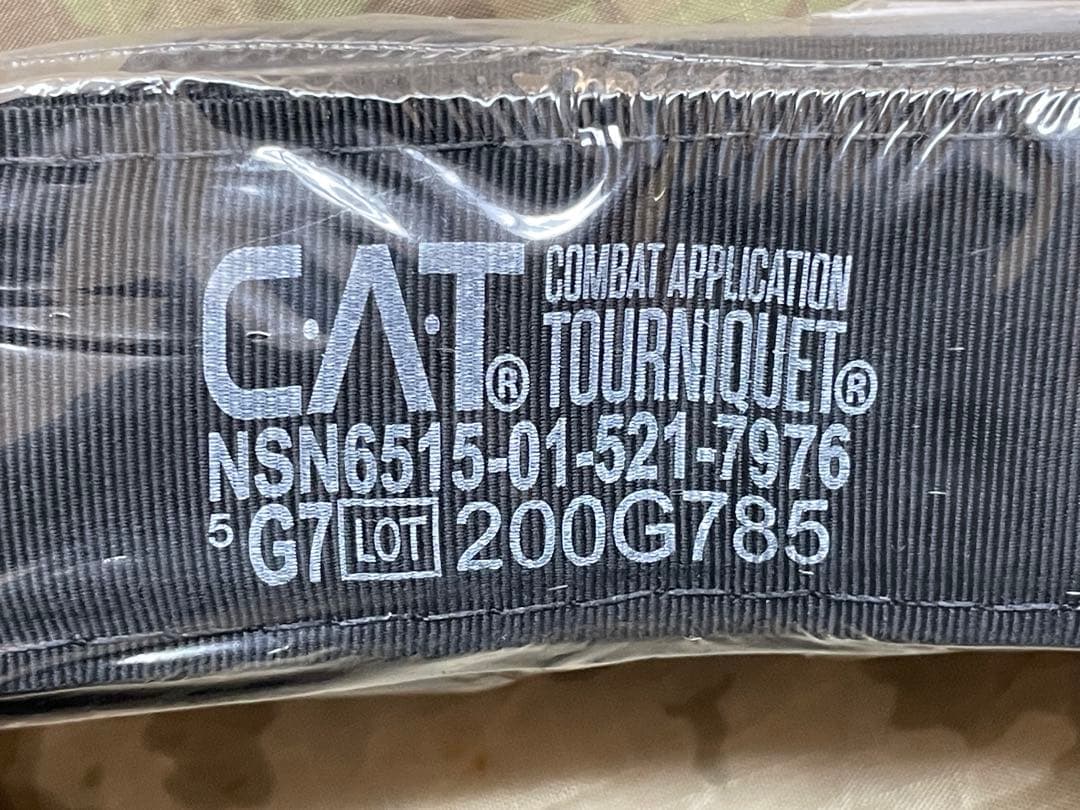 C·A·T® COMBAT APPLICATION
TOURNIQUET®
NSN6515-01-521-7976
5 G7 LOT 200G785